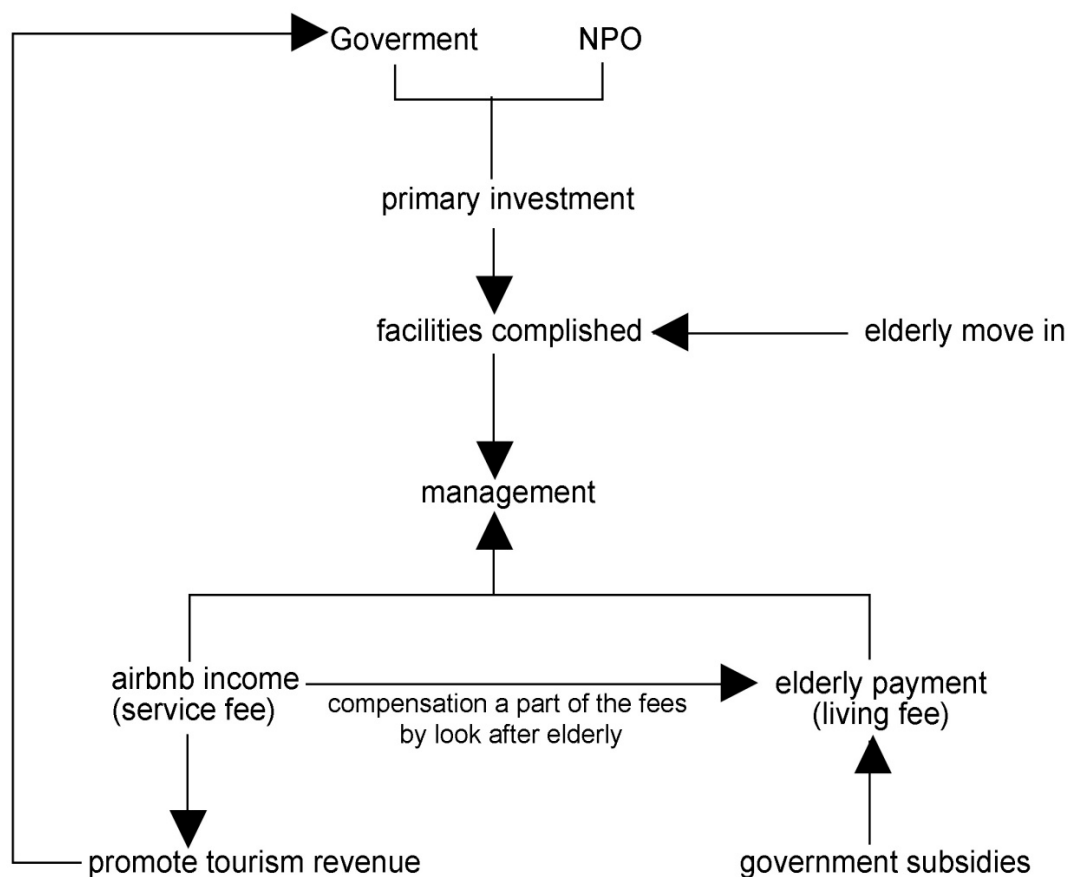 Goverment
NPO
primary investment
facilities complished
elderly move in
management
airbnb income
(service fee)
compensation a part of the fees
by look after elderly
elderly payment
(living fee)
promote tourism revenue
government subsidies